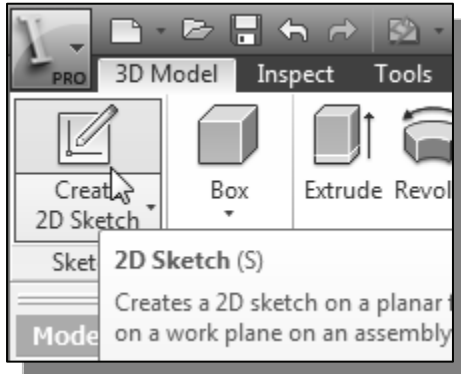 PRO 3D Model Inspect Tools
Create Box Extrude Revol
2D Sketch
Sket
2D Sketch (S)
Creates a 2D sketch on a planar
Mode on a work plane on an assembly